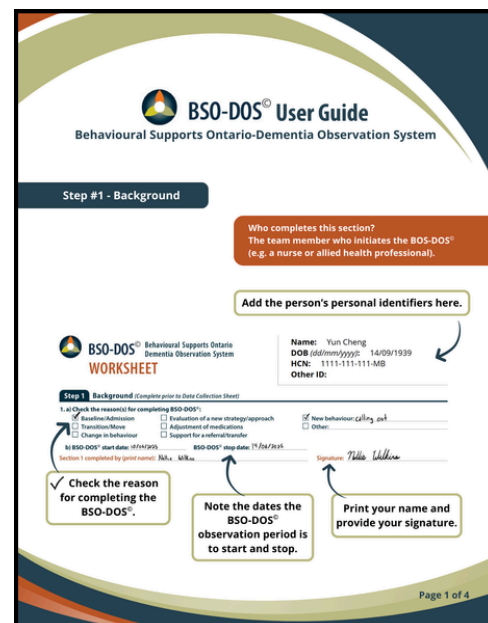 BSO-DOS© User Guide
Behavioural Supports Ontario-Dementia Observation System
Step #1 - Background
Who completes this section?
The team member who initiates the BOS-DOS©
(e.g. a nurse or allied health professional).
Add the person's personal identifiers here.
BSO-DOS© Behavioural Supports Ontario
Dementia Observation System
WORKSHEET
Name: Yun Cheng
DOB (dd/mm/yyyy): 14/09/1939
HCN: 1111-111-111-MB
Other ID:
Step 1 Background (Complete prior to Data Collection Sheet)
1. a) Check the reason(s) for completing BSO-DOS©:
Baseline/Admission Evaluation of a new strategy/approach New behaviour: calling out
Transition/Move Adjustment of medications Other:
Change in behaviour Support for a referral/transfer
b) BSO-DOS© start date: BSO-DOS© stop date:
Section 1 completed by (print name): Signature: Wilkins
✓ Check the reason
for completing the
BSO-DOS©.
Note the dates the
BSO-DOS©
observation period is
to start and stop.
Print your name and
provide your signature.
Page 1 of 4